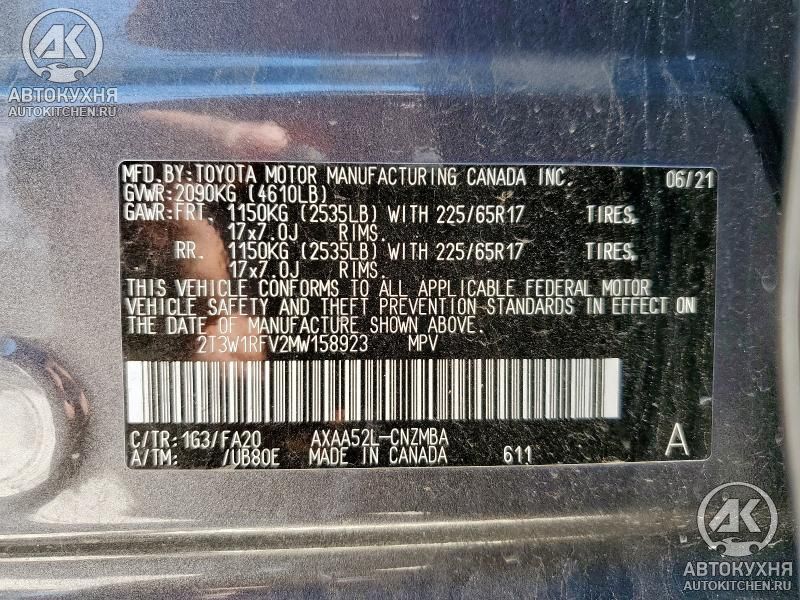 AK
АВТОКУХНЯ
AUTOKITCHEN.RU
MFD.BY:TOYOTA MOTOR MANUFACTURING CANADA INC. 06/21
GVWR:2090KG (4610LB)
GAWR:FRT. 1150KG (2535LB) WITH 225/65R17 TIRES,
17x7.0J RIMS.
RR. 1150KG (2535LB) WITH 225/65R17 TIRES,
17x7.0J RIMS.
THIS VEHICLE CONFORMS TO ALL APPLICABLE FEDERAL MOTOR
VEHICLE SAFETY AND THEFT PREVENTION STANDARDS IN EFFECT ON
THE DATE OF MANUFACTURE SHOWN ABOVE.
2T3W1RFV2MW158923 MPV
C/TR: 1G3/FA20 AXAA52L-CNZMBA A
A/TM: /UB80E MADE IN CANADA 611
AK
АВТОКУХНЯ
AUTOKITCHEN.RU